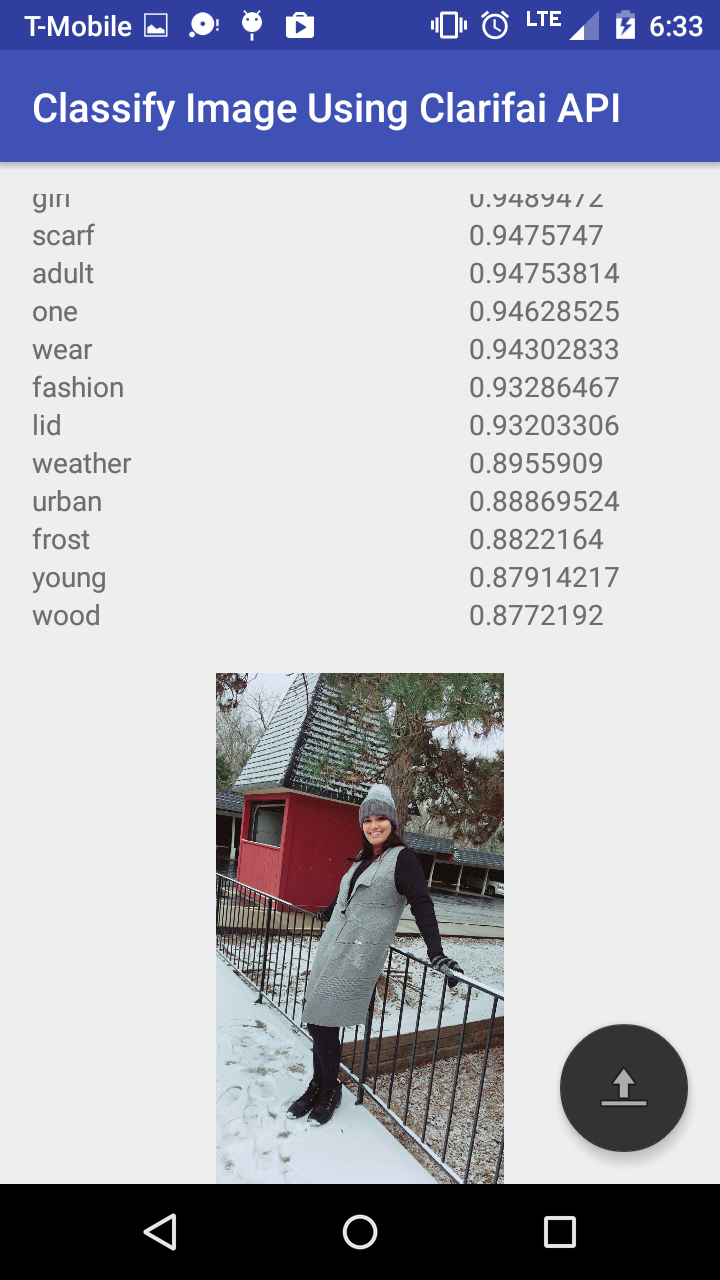 T-Mobile LTE 6:33
Classify Image Using Clarifai API
girl 0.9489472
scarf 0.9475747
adult 0.94753814
one 0.94628525
wear 0.94302833
fashion 0.93286467
lid 0.93203306
weather 0.8955909
urban 0.88869524
frost 0.8822164
young 0.87914217
wood 0.8772192